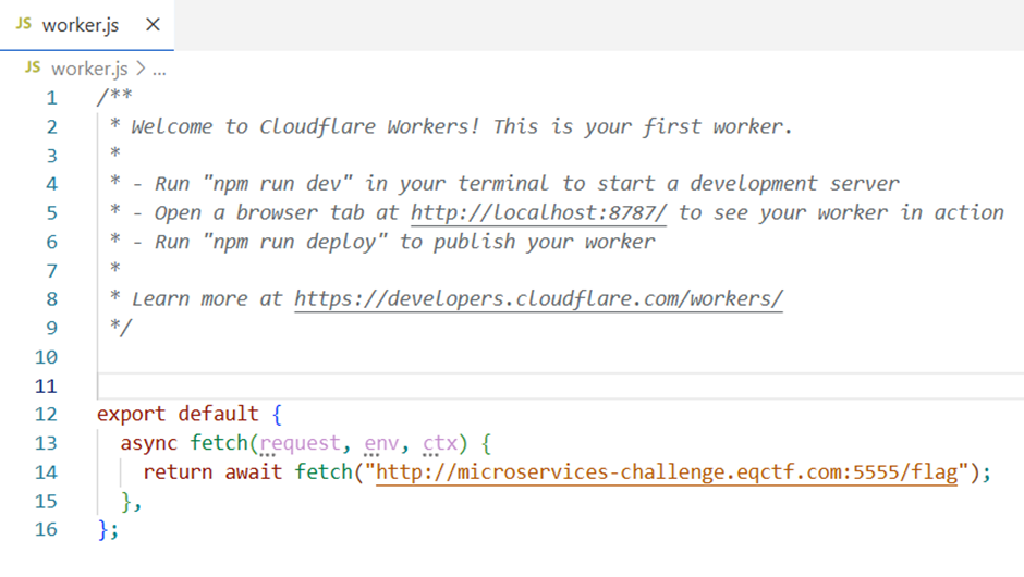 JS worker.js ×
JS worker.js > ...
1 /**
2 * Welcome to Cloudflare Workers! This is your first worker.
3 *
4 * - Run "npm run dev" in your terminal to start a development server
5 * - Open a browser tab at http://localhost:8787/ to see your worker in action
6 * - Run "npm run deploy" to publish your worker
7 *
8 * Learn more at https://developers.cloudflare.com/workers/
9 */
10
11
12 export default {
13 async fetch(request, env, ctx) {
14 return await fetch("http://microservices-challenge.eqctf.com:5555/flag");
15 },
16 };